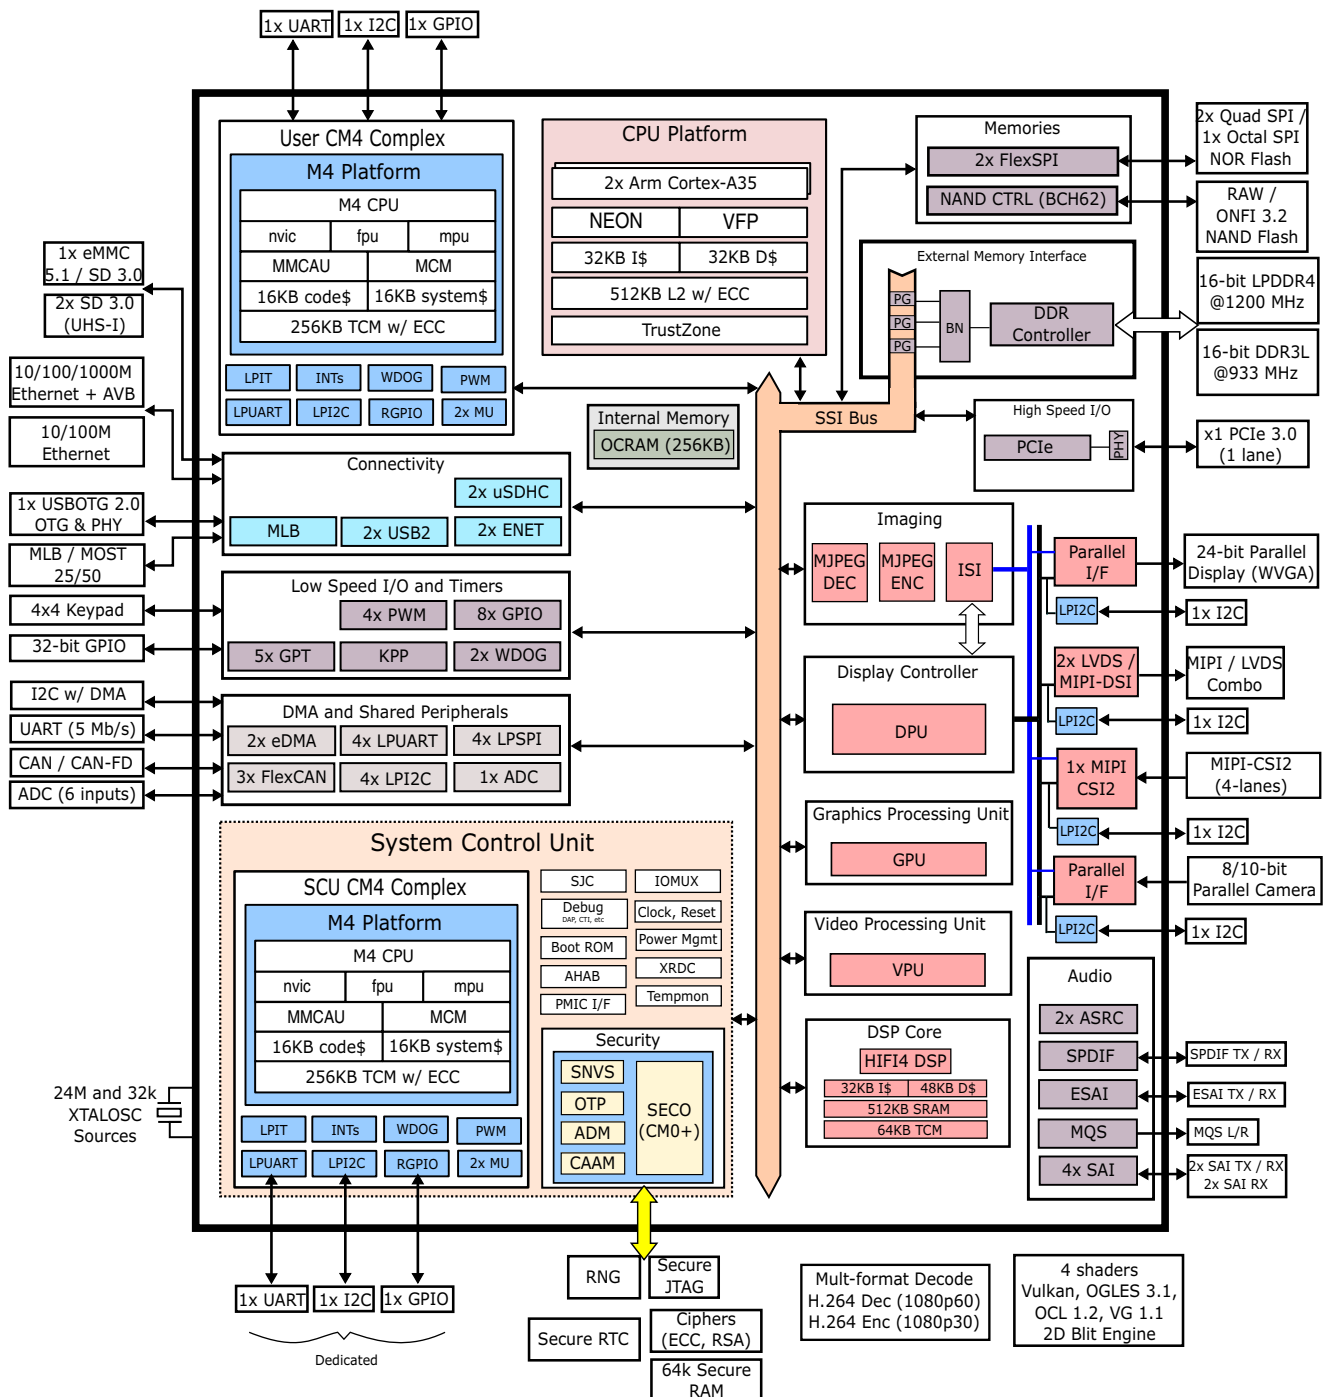 1x UART
1x I2C
1x GPIO
User CM4 Complex
M4 Platform
M4 CPU
nvic
fpu
mpu
MMCAU
MCM
16KB code$
16KB system$
256KB TCM w/ ECC
LPIT
INTs
WDOG
PWM
LPUART
LPI2C
RGPIO
2x MU
CPU Platform
2x Arm Cortex-A35
NEON
VFP
32KB I$
32KB D$
512KB L2 w/ ECC
TrustZone
Memories
2x FlexSPI
NAND CTRL (BCH62)
2x Quad SPI /
1x Octal SPI
NOR Flash
RAW /
ONFI 3.2
NAND Flash
External Memory Interface
PG
PG
PG
BN
DDR
Controller
16-bit LPDDR4
@1200 MHz
16-bit DDR3L
@933 MHz
1x eMMC
5.1 / SD 3.0
2x SD 3.0
(UHS-I)
10/100/1000M
Ethernet + AVB
10/100M
Ethernet
1x USBOTG 2.0
OTG & PHY
MLB / MOST
25/50
4x4 Keypad
32-bit GPIO
I2C w/ DMA
UART (5 Mb/s)
CAN / CAN-FD
ADC (6 inputs)
Internal Memory
OCRAM (256KB)
SSI Bus
High Speed I/O
PCIe
PHY
x1 PCIe 3.0
(1 lane)
Connectivity
2x uSDHC
MLB
2x USB2
2x ENET
Low Speed I/O and Timers
4x PWM
8x GPIO
5x GPT
KPP
2x WDOG
DMA and Shared Peripherals
2x eDMA
4x LPUART
4x LPSPI
3x FlexCAN
4x LPI2C
1x ADC
Imaging
MJPEG
DEC
MJPEG
ENC
ISI
Display Controller
DPU
Graphics Processing Unit
GPU
Video Processing Unit
VPU
DSP Core
HIFI4 DSP
32KB I$
48KB D$
512KB SRAM
64KB TCM
Parallel
I/F
LPI2C
24-bit Parallel
Display (WVGA)
1x I2C
2x LVDS /
MIPI-DSI
LPI2C
MIPI / LVDS
Combo
1x I2C
1x MIPI
CSI2
LPI2C
MIPI-CSI2
(4-lanes)
1x I2C
Parallel
I/F
LPI2C
8/10-bit
Parallel Camera
1x I2C
Audio
2x ASRC
SPDIF
ESAI
MQS
4x SAI
SPDIF TX / RX
ESAI TX / RX
MQS L/R
2x SAI TX / RX
2x SAI RX
System Control Unit
SCU CM4 Complex
M4 Platform
M4 CPU
nvic
fpu
mpu
MMCAU
MCM
16KB code$
16KB system$
256KB TCM w/ ECC
LPIT
INTs
WDOG
PWM
LPUART
LPI2C
RGPIO
2x MU
SJC
IOMUX
Debug
DAP, CTI, etc
Clock, Reset
Boot ROM
Power Mgmt
AHAB
XRDC
PMIC I/F
Tempmon
Security
SNVS
OTP
ADM
CAAM
SECO
(CM0+)
24M and 32k
XTALOSC
Sources
1x UART
1x I2C
1x GPIO
Dedicated
RNG
Secure
JTAG
Secure RTC
Ciphers
(ECC, RSA)
64k Secure
RAM
Mult-format Decode
H.264 Dec (1080p60)
H.264 Enc (1080p30)
4 shaders
Vulkan, OGLES 3.1,
OCL 1.2, VG 1.1
2D Blit Engine